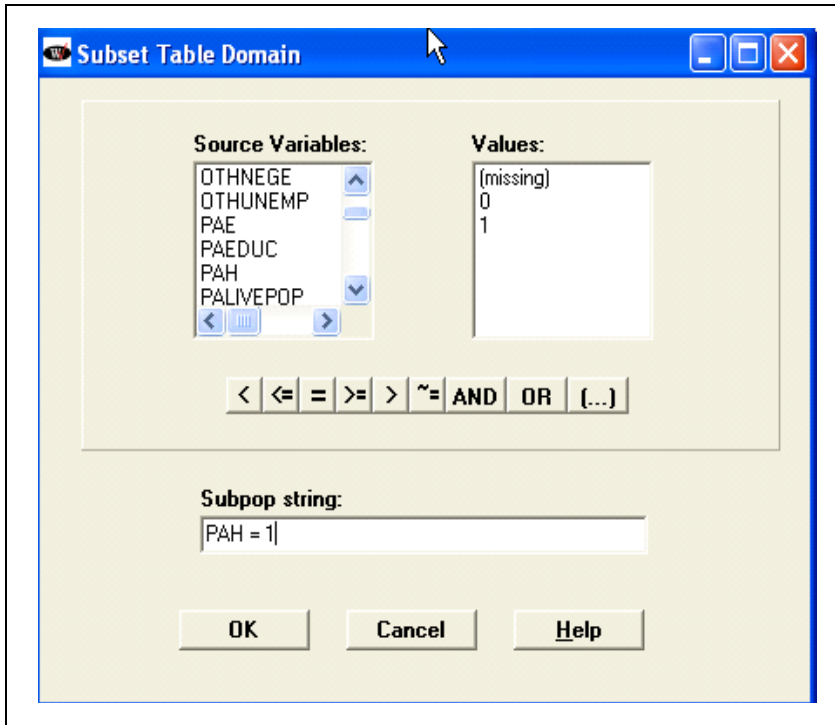 Subset Table Domain
Source Variables: Values:
OTHNEGE (missing)
OTHUNEMP 0
PAE 1
PAEDUC
PAH
PALIVEPOP
< <= = >= > ~= AND OR (...)
Subpop string:
PAH = 1
OK Cancel Help